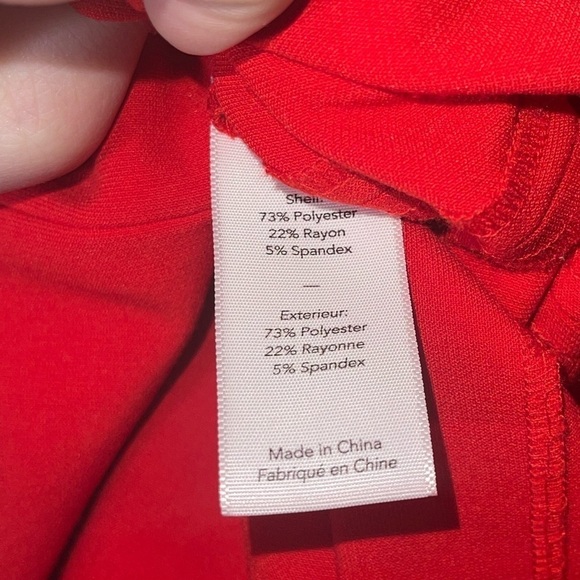 Shell:
73% Polyester
22% Rayon
5% Spandex
—
Exterieur:
73% Polyester
22% Rayonne
5% Spandex
Made in China
Fabriqué en Chine